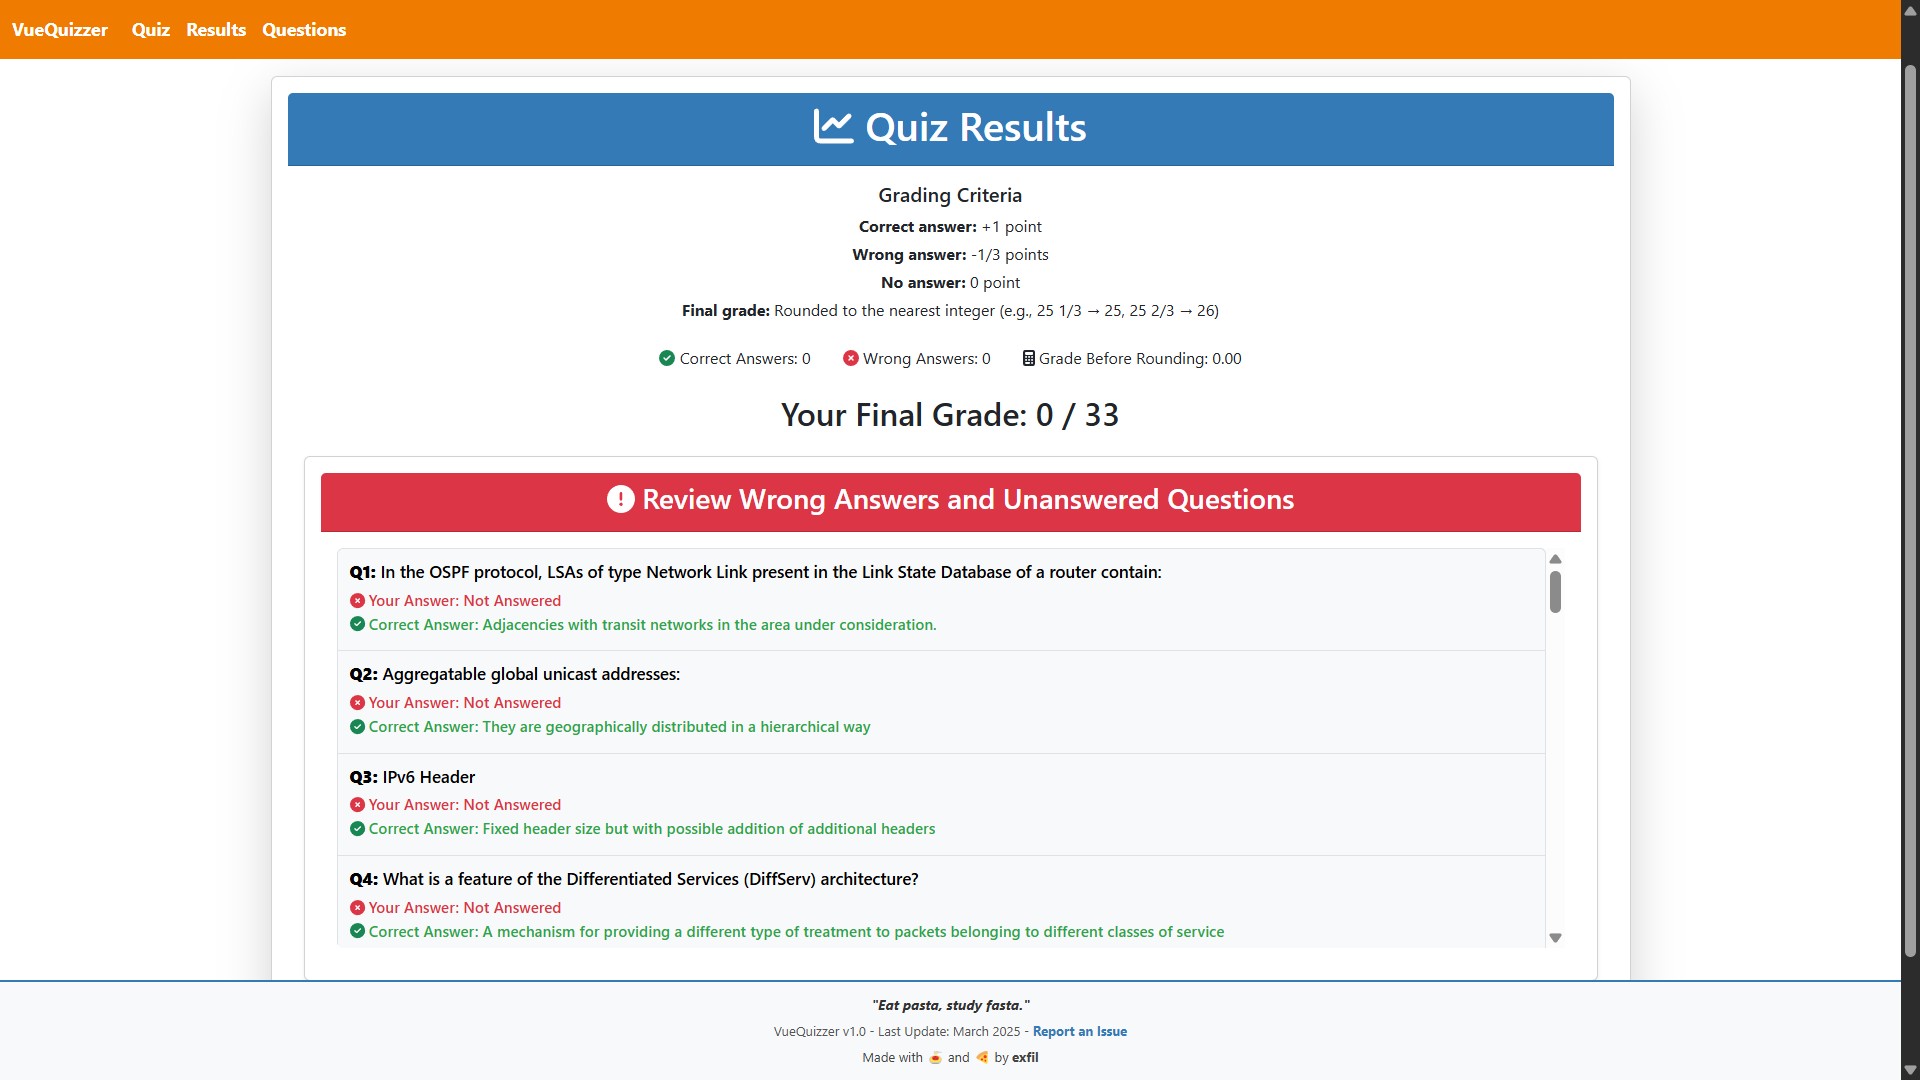 VueQuizzer Quiz Results Questions
Quiz Results
Grading Criteria
Correct answer: +1 point
Wrong answer: -1/3 points
No answer: 0 point
Final grade: Rounded to the nearest integer (e.g., 25 1/3 → 25, 25 2/3 → 26)
Correct Answers: 0 Wrong Answers: 0 Grade Before Rounding: 0.00
Your Final Grade: 0 / 33
Review Wrong Answers and Unanswered Questions
Q1: In the OSPF protocol, LSAs of type Network Link present in the Link State Database of a router contain:
Your Answer: Not Answered
Correct Answer: Adjacencies with transit networks in the area under consideration.
Q2: Aggregatable global unicast addresses:
Your Answer: Not Answered
Correct Answer: They are geographically distributed in a hierarchical way
Q3: IPv6 Header
Your Answer: Not Answered
Correct Answer: Fixed header size but with possible addition of additional headers
Q4: What is a feature of the Differentiated Services (DiffServ) architecture?
Your Answer: Not Answered
Correct Answer: A mechanism for providing a different type of treatment to packets belonging to different classes of service
"Eat pasta, study fasta."
VueQuizzer v1.0 - Last Update: March 2025 - Report an Issue
Made with 🍝 and 🍕 by exfil